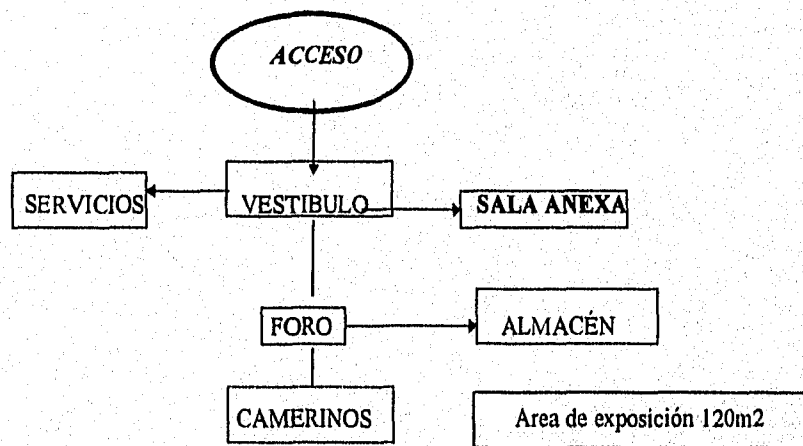 ACCESO
SERVICIOS
VESTIBULO
SALA ANEXA
FORO
ALMACÉN
CAMERINOS
Area de exposición 120m2